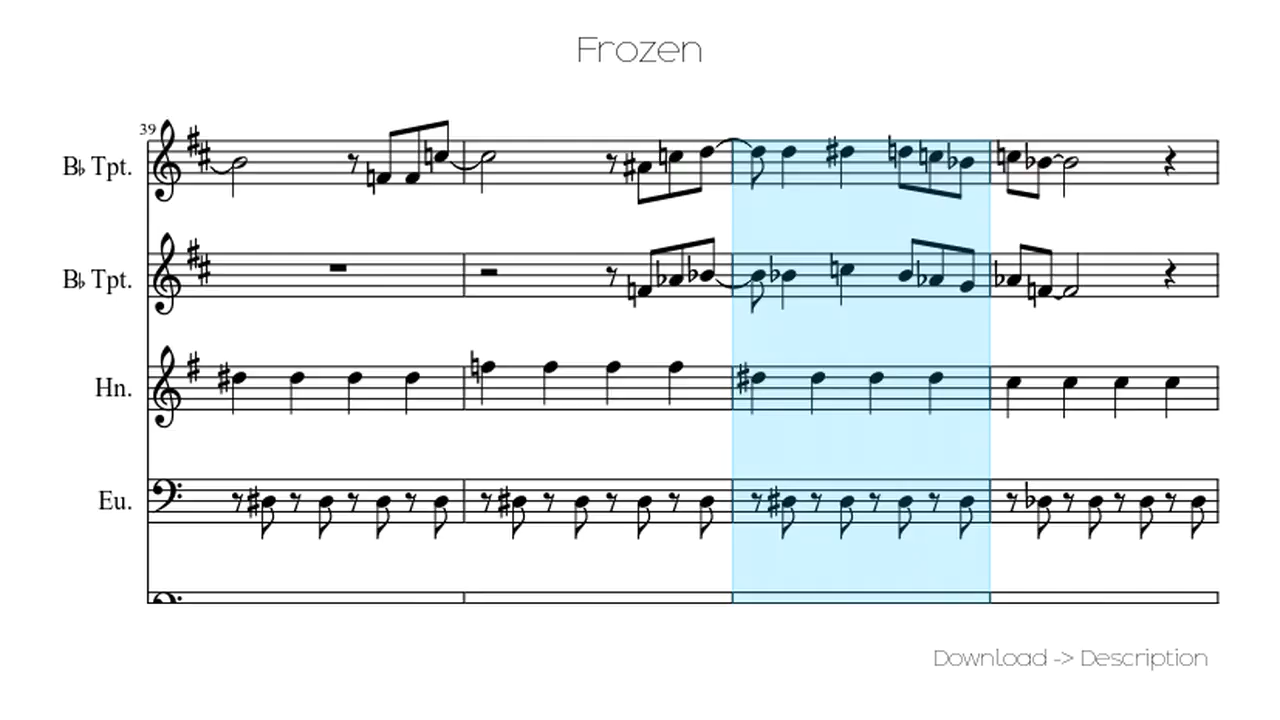 Frozen
39
B♭ Tpt.
B♭ Tpt.
Hn.
Eu.
Download -> Description